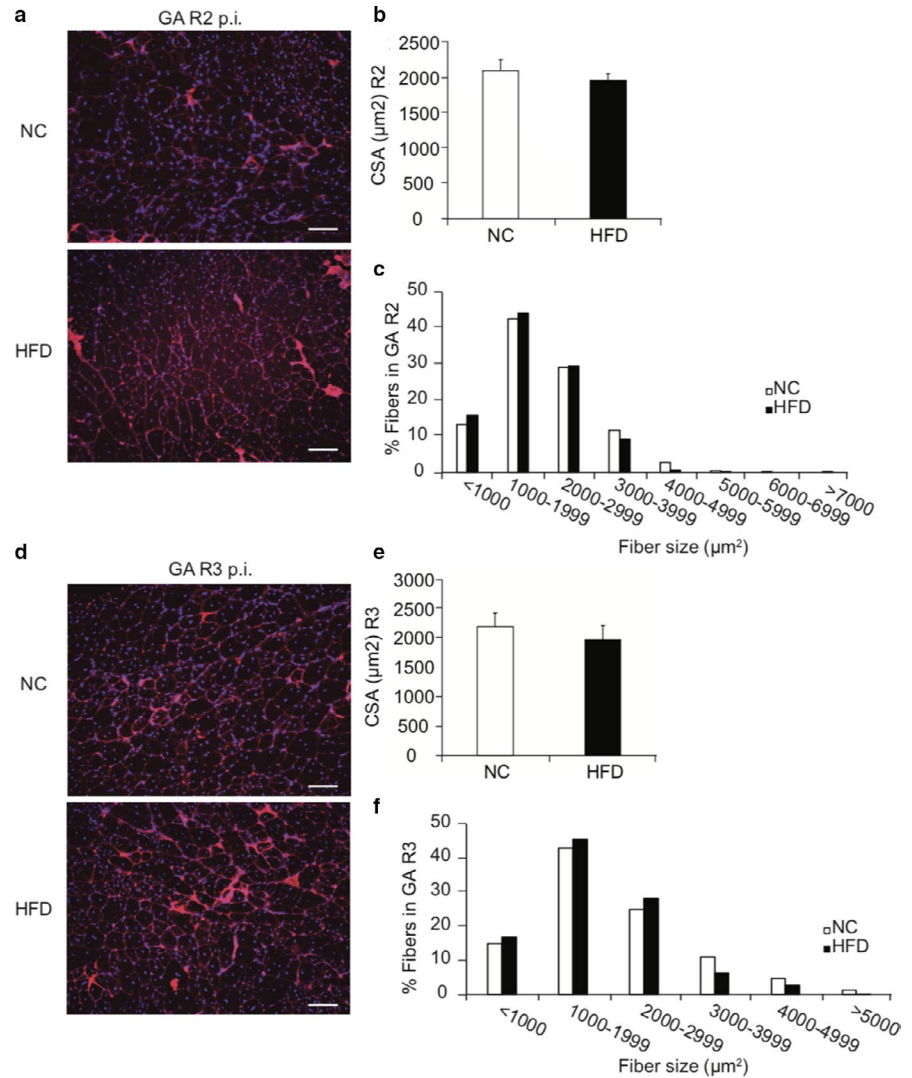 a
GA R2 p.i.
NC
HFD
b
CSA (µm2) R2
2500
2000
1500
1000
500
0
NC
HFD
c
% Fibers in GA R2
50
40
30
20
10
0
NC
HFD
<1000
1000-1999
2000-2999
3000-3999
4000-4999
5000-5999
6000-6999
>7000
Fiber size (µm²)
d
GA R3 p.i.
NC
HFD
e
CSA (µm2) R3
3000
2500
2000
1500
1000
500
0
NC
HFD
f
% Fibers in GA R3
50
40
30
20
10
0
NC
HFD
<1000
1000-1999
2000-2999
3000-3999
4000-4999
>5000
Fiber size (µm²)